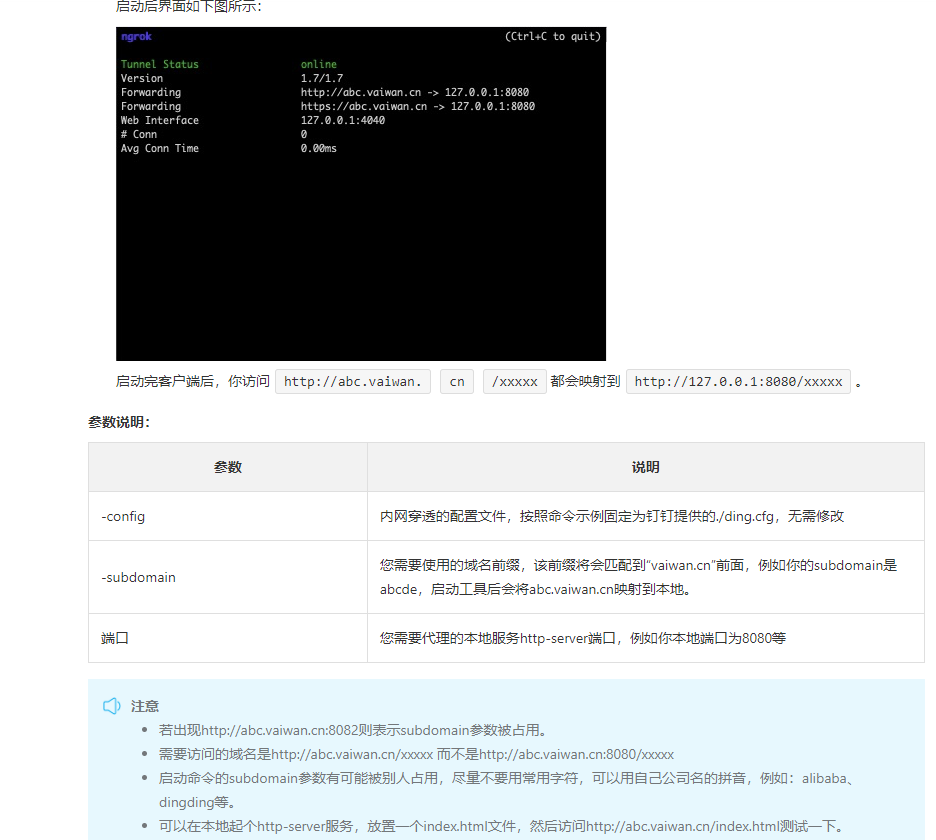 启动后界面如下图所示：
ngrok (Ctrl+C to quit)
Tunnel Status online
Version 1.7/1.7
Forwarding http://abc.vaiwan.cn -> 127.0.0.1:8080
Forwarding https://abc.vaiwan.cn -> 127.0.0.1:8080
Web Interface 127.0.0.1:4040
# Conn 0
Avg Conn Time 0.00ms
启动完客户端后，你访问 http://abc.vaiwan. cn /xxxxx 都会映射到 http://127.0.0.1:8080/xxxxx 。
参数说明：
参数 说明
-config 内网穿透的配置文件，按照命令示例固定为钉钉提供的./ding.cfg，无需修改
-subdomain 您需要使用的域名前缀，该前缀将会匹配到“vaiwan.cn”前面，例如你的subdomain是
abcde，启动工具后会将abc.vaiwan.cn映射到本地。
端口 您需要代理的本地服务http-server端口，例如你本地端口为8080等
注意
• 若出现http://abc.vaiwan.cn:8082则表示subdomain参数被占用。
• 需要访问的域名是http://abc.vaiwan.cn/xxxxx 而不是http://abc.vaiwan.cn:8080/xxxxx
• 启动命令的subdomain参数有可能被别人占用，尽量不要用常用字符，可以用自己公司名的拼音，例如：alibaba、
dingding等。
• 可以在本地起个http-server服务，放置一个index.html文件，然后访问http://abc.vaiwan.cn/index.html测试一下。